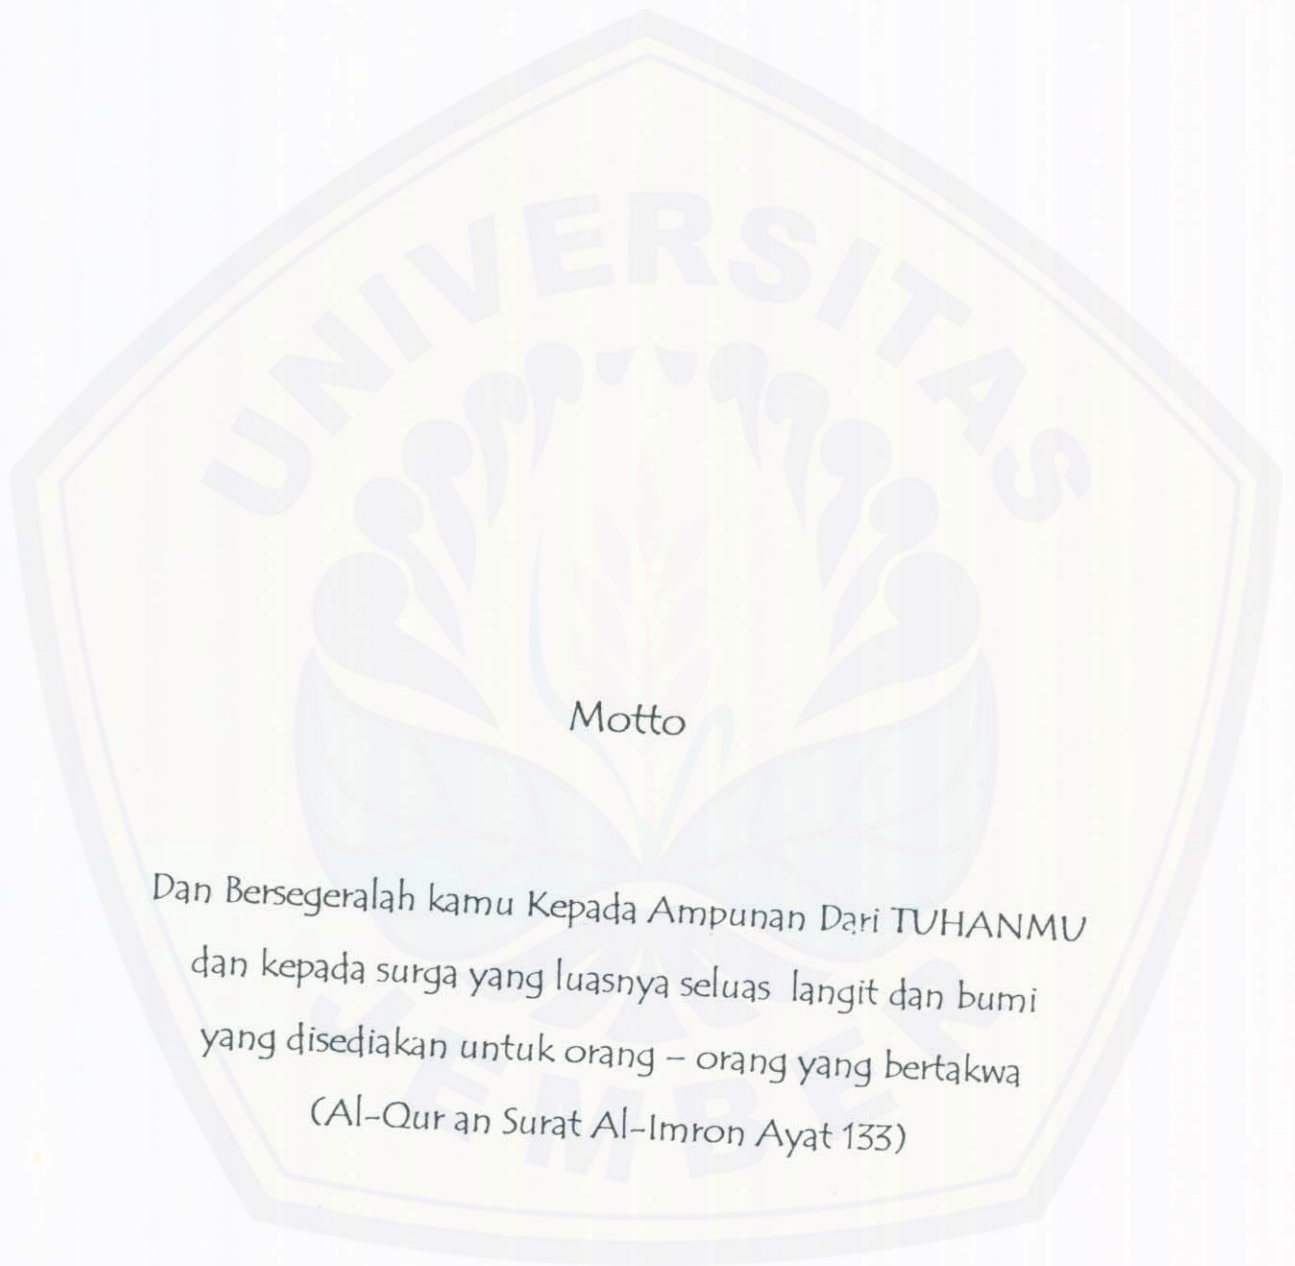 UNIVERSITAS
Motto
Dan Bersegeralah kamu Kepada Ampunan Dari TUHANMU
dan kepada surga yang luasnya seluas langit dan bumi
yang disediakan untuk orang – orang yang bertakwa
(Al-Qur an Surat Al-Imron Ayat 133)
JEMBER